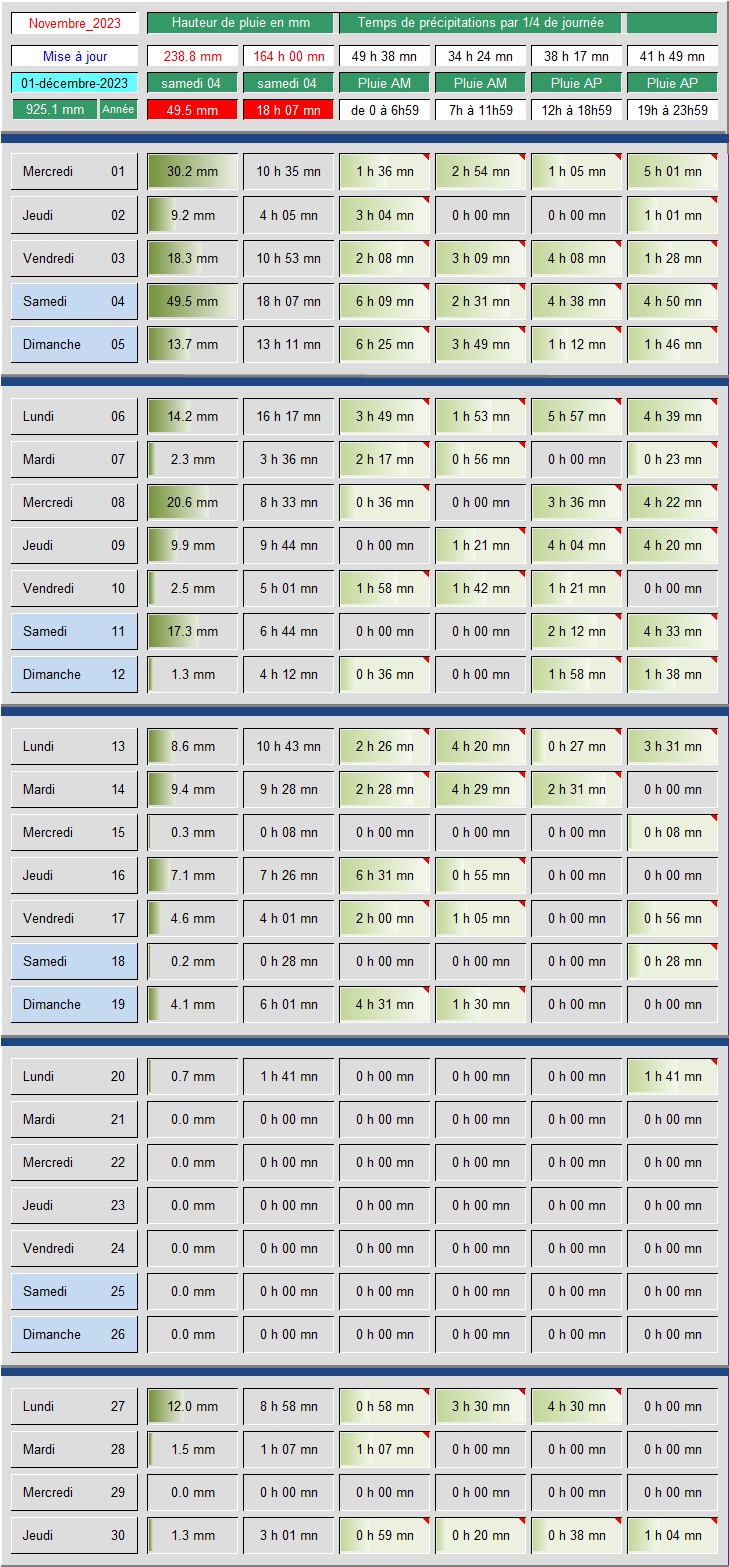 Novembre_2023 Hauteur de pluie en mm Temps de précipitations par 1/4 de journée
Mise à jour 238.8 mm 164 h 00 mn 49 h 38 mn 34 h 24 mn 38 h 17 mn 41 h 49 mn
01-décembre-2023 samedi 04 samedi 04 Pluie AM Pluie AM Pluie AP Pluie AP
925.1 mm Année 49.5 mm 18 h 07 mn de 0 à 6h59 7h à 11h59 12h à 18h59 19h à 23h59
Mercredi 01 30.2 mm 10 h 35 mn 1 h 36 mn 2 h 54 mn 1 h 05 mn 5 h 01 mn
Jeudi 02 9.2 mm 4 h 05 mn 3 h 04 mn 0 h 00 mn 0 h 00 mn 1 h 01 mn
Vendredi 03 18.3 mm 10 h 53 mn 2 h 08 mn 3 h 09 mn 4 h 08 mn 1 h 28 mn
Samedi 04 49.5 mm 18 h 07 mn 6 h 09 mn 2 h 31 mn 4 h 38 mn 4 h 50 mn
Dimanche 05 13.7 mm 13 h 11 mn 6 h 25 mn 3 h 49 mn 1 h 12 mn 1 h 46 mn
Lundi 06 14.2 mm 16 h 17 mn 3 h 49 mn 1 h 53 mn 5 h 57 mn 4 h 39 mn
Mardi 07 2.3 mm 3 h 36 mn 2 h 17 mn 0 h 56 mn 0 h 00 mn 0 h 23 mn
Mercredi 08 20.6 mm 8 h 33 mn 0 h 36 mn 0 h 00 mn 3 h 36 mn 4 h 22 mn
Jeudi 09 9.9 mm 9 h 44 mn 0 h 00 mn 1 h 21 mn 4 h 04 mn 4 h 20 mn
Vendredi 10 2.5 mm 5 h 01 mn 1 h 58 mn 1 h 42 mn 1 h 21 mn 0 h 00 mn
Samedi 11 17.3 mm 6 h 44 mn 0 h 00 mn 0 h 00 mn 2 h 12 mn 4 h 33 mn
Dimanche 12 1.3 mm 4 h 12 mn 0 h 36 mn 0 h 00 mn 1 h 58 mn 1 h 38 mn
Lundi 13 8.6 mm 10 h 43 mn 2 h 26 mn 4 h 20 mn 0 h 27 mn 3 h 31 mn
Mardi 14 9.4 mm 9 h 28 mn 2 h 28 mn 4 h 29 mn 2 h 31 mn 0 h 00 mn
Mercredi 15 0.3 mm 0 h 08 mn 0 h 00 mn 0 h 00 mn 0 h 00 mn 0 h 08 mn
Jeudi 16 7.1 mm 7 h 26 mn 6 h 31 mn 0 h 55 mn 0 h 00 mn 0 h 00 mn
Vendredi 17 4.6 mm 4 h 01 mn 2 h 00 mn 1 h 05 mn 0 h 00 mn 0 h 56 mn
Samedi 18 0.2 mm 0 h 28 mn 0 h 00 mn 0 h 00 mn 0 h 00 mn 0 h 28 mn
Dimanche 19 4.1 mm 6 h 01 mn 4 h 31 mn 1 h 30 mn 0 h 00 mn 0 h 00 mn
Lundi 20 0.7 mm 1 h 41 mn 0 h 00 mn 0 h 00 mn 0 h 00 mn 1 h 41 mn
Mardi 21 0.0 mm 0 h 00 mn 0 h 00 mn 0 h 00 mn 0 h 00 mn 0 h 00 mn
Mercredi 22 0.0 mm 0 h 00 mn 0 h 00 mn 0 h 00 mn 0 h 00 mn 0 h 00 mn
Jeudi 23 0.0 mm 0 h 00 mn 0 h 00 mn 0 h 00 mn 0 h 00 mn 0 h 00 mn
Vendredi 24 0.0 mm 0 h 00 mn 0 h 00 mn 0 h 00 mn 0 h 00 mn 0 h 00 mn
Samedi 25 0.0 mm 0 h 00 mn 0 h 00 mn 0 h 00 mn 0 h 00 mn 0 h 00 mn
Dimanche 26 0.0 mm 0 h 00 mn 0 h 00 mn 0 h 00 mn 0 h 00 mn 0 h 00 mn
Lundi 27 12.0 mm 8 h 58 mn 0 h 58 mn 3 h 30 mn 4 h 30 mn 0 h 00 mn
Mardi 28 1.5 mm 1 h 07 mn 1 h 07 mn 0 h 00 mn 0 h 00 mn 0 h 00 mn
Mercredi 29 0.0 mm 0 h 00 mn 0 h 00 mn 0 h 00 mn 0 h 00 mn 0 h 00 mn
Jeudi 30 1.3 mm 3 h 01 mn 0 h 59 mn 0 h 20 mn 0 h 38 mn 1 h 04 mn